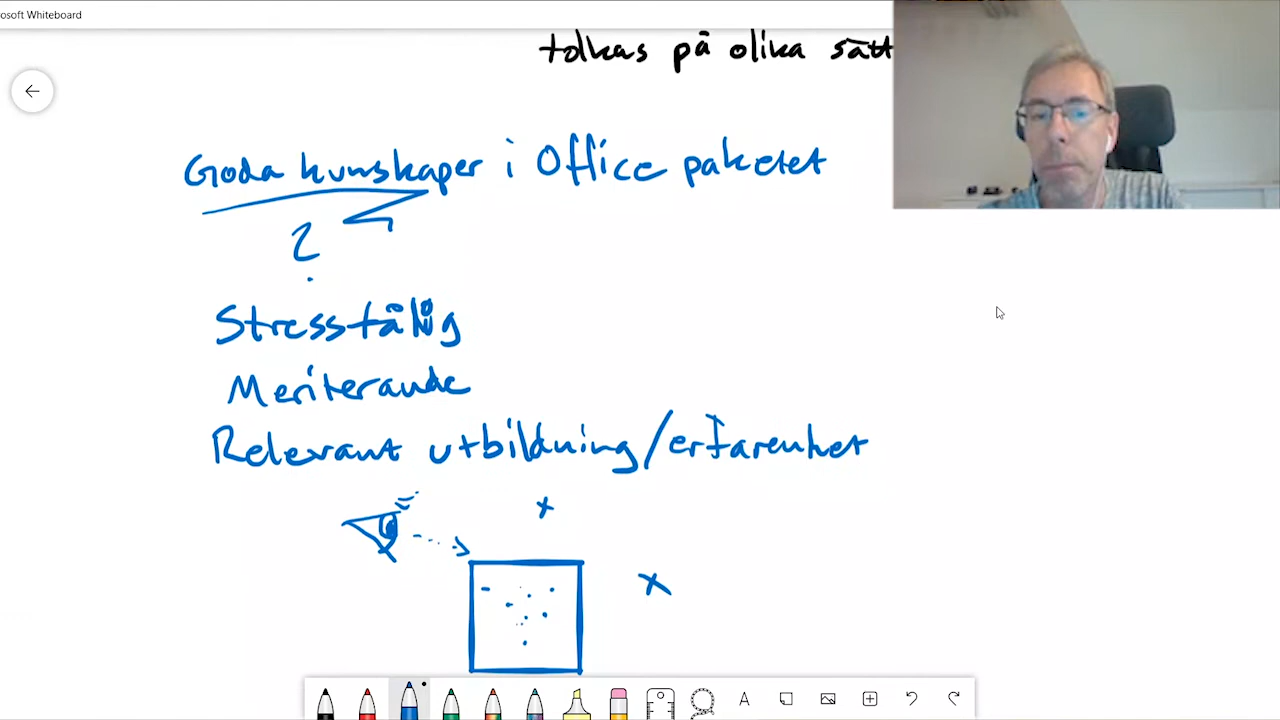 osoft Whiteboard
tolkas på olika sätt
Goda kunskaper i Office paketet
?
Stresstålig
Meriterande
Relevant utbildning/erfarenhet
x
x
A